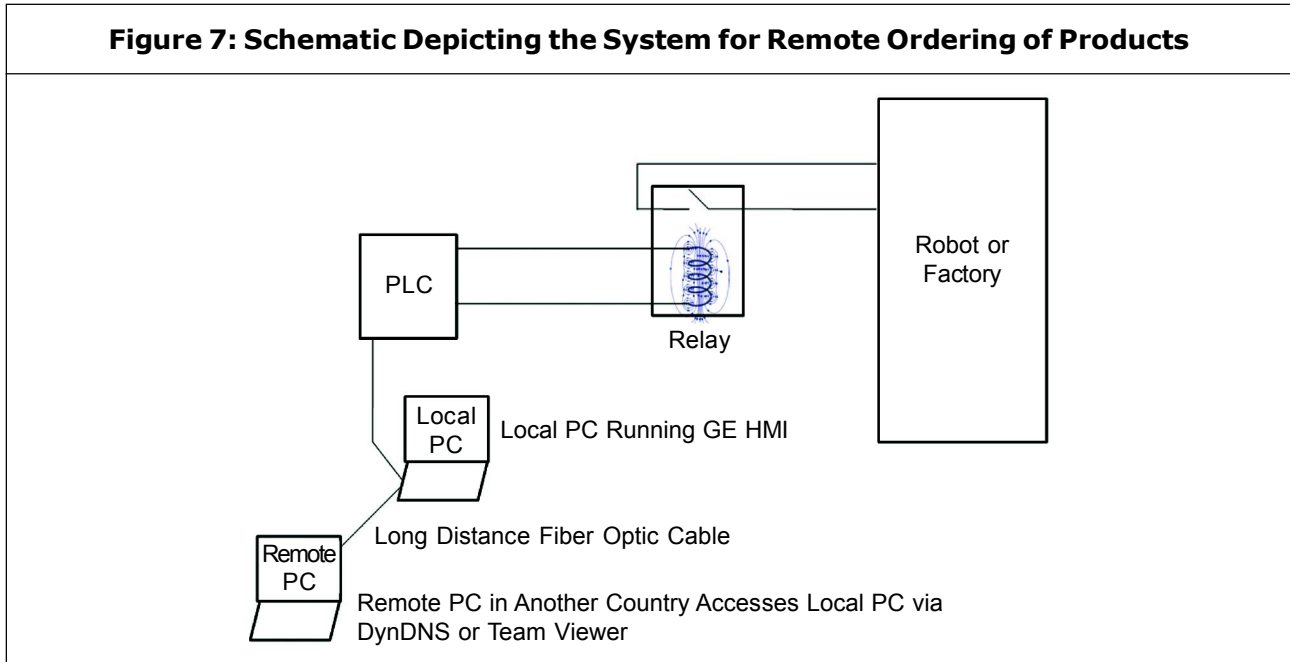 Figure 7: Schematic Depicting the System for Remote Ordering of Products
Robot or
Factory
PLC
Relay
Local
PC
Local PC Running GE HMI
Long Distance Fiber Optic Cable
Remote
PC
Remote PC in Another Country Accesses Local PC via
DynDNS or Team Viewer